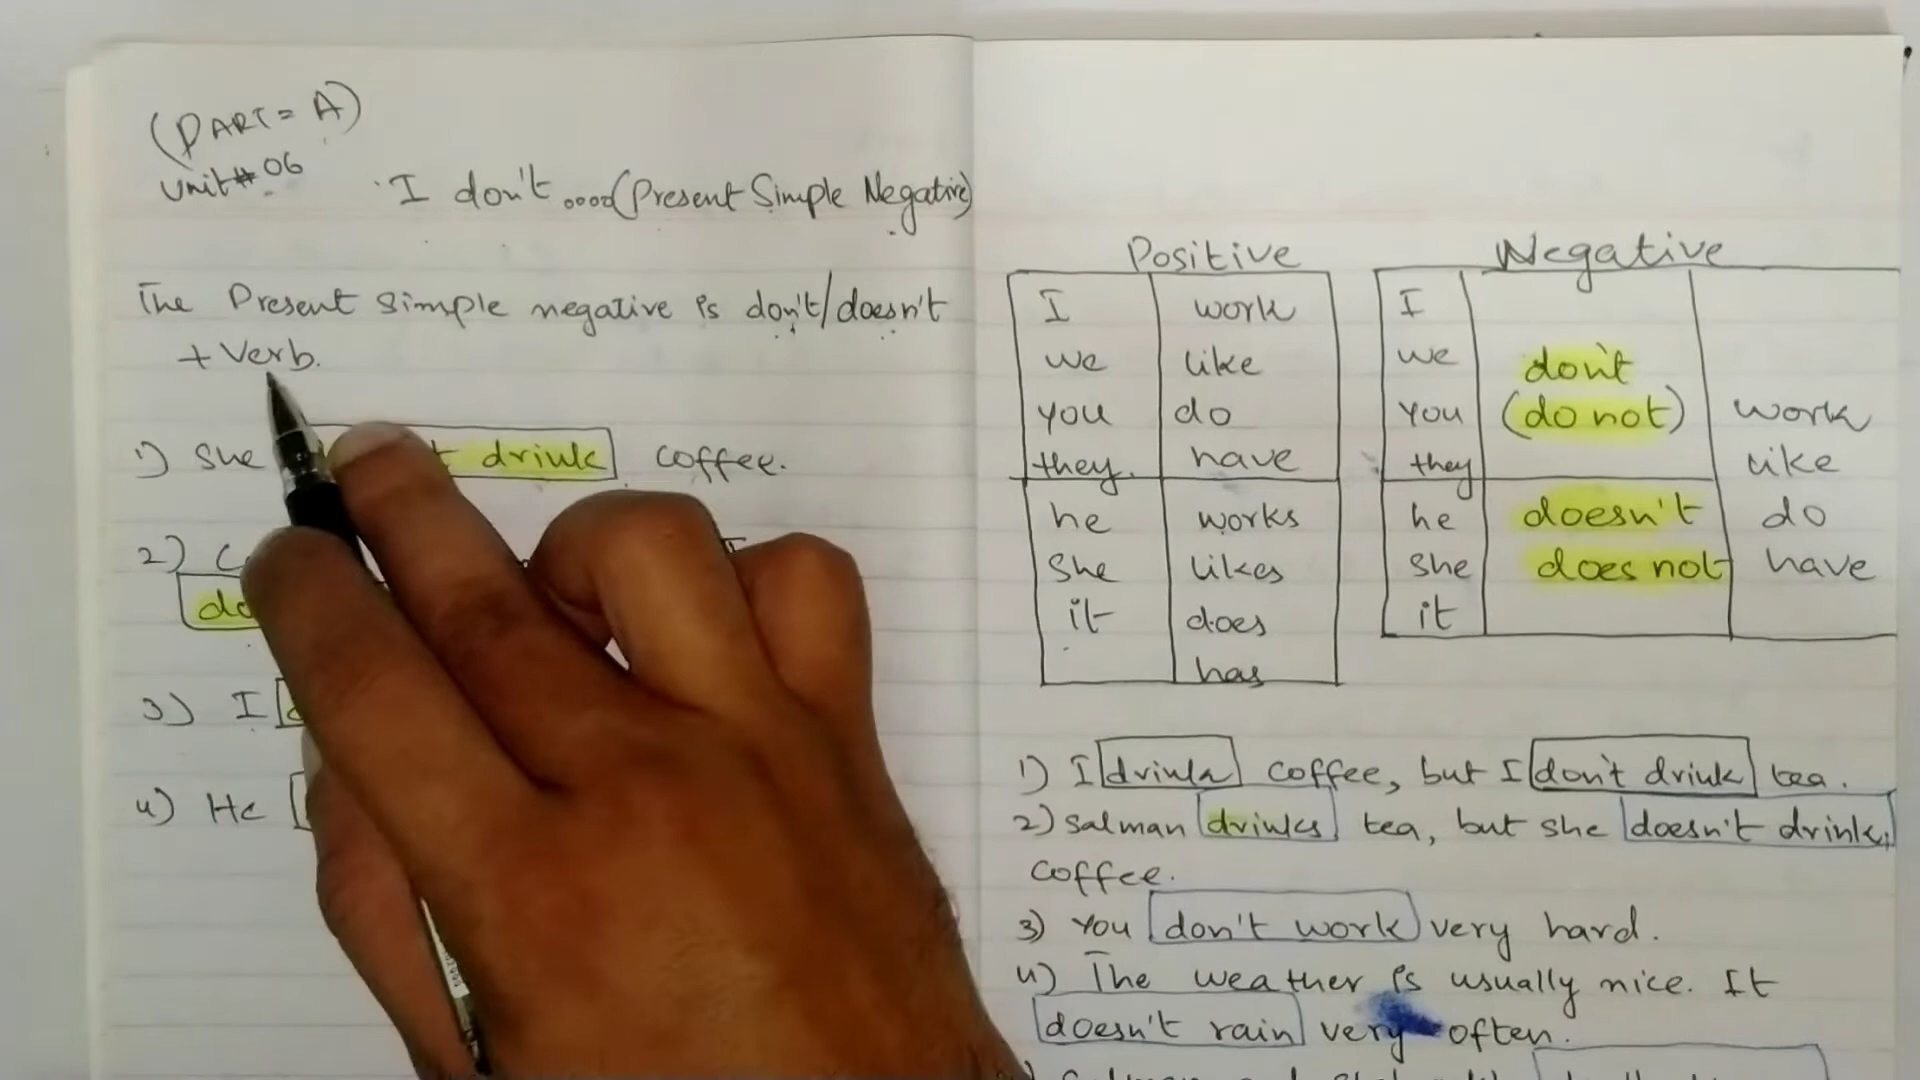 (PART = A)
Unit # 06
I don't ....(Present Simple Negative)
The Present Simple negative is don't/doesn't
+ Verb.
1) She drink coffee.
2)
do
3) I
4) He
Positive
I work
we like
you do
they. have
he works
she likes
it does
has
Negative
I
we don't
you (do not) work
they like
he doesn't do
she does not have
it
1) I drink coffee, but I don't drink tea.
2) Salman drinks tea, but she doesn't drink
coffee.
3) You don't work very hard.
4) The weather is usually nice. It
doesn't rain very often.